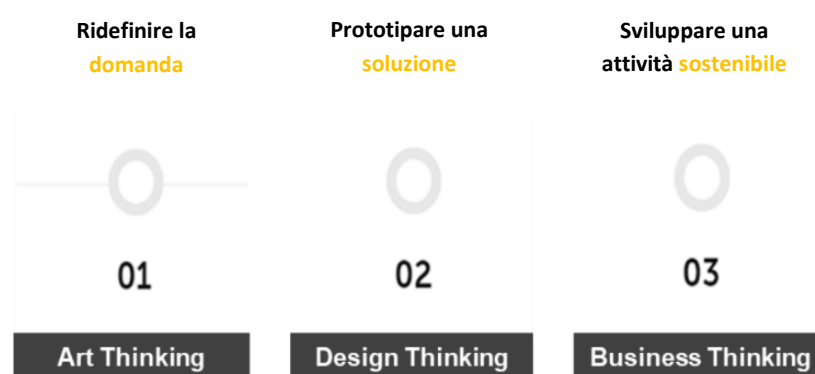 Ridefinire la
domanda
Prototipare una
soluzione
Sviluppare una
attività sostenibile
01
02
03
Art Thinking
Design Thinking
Business Thinking